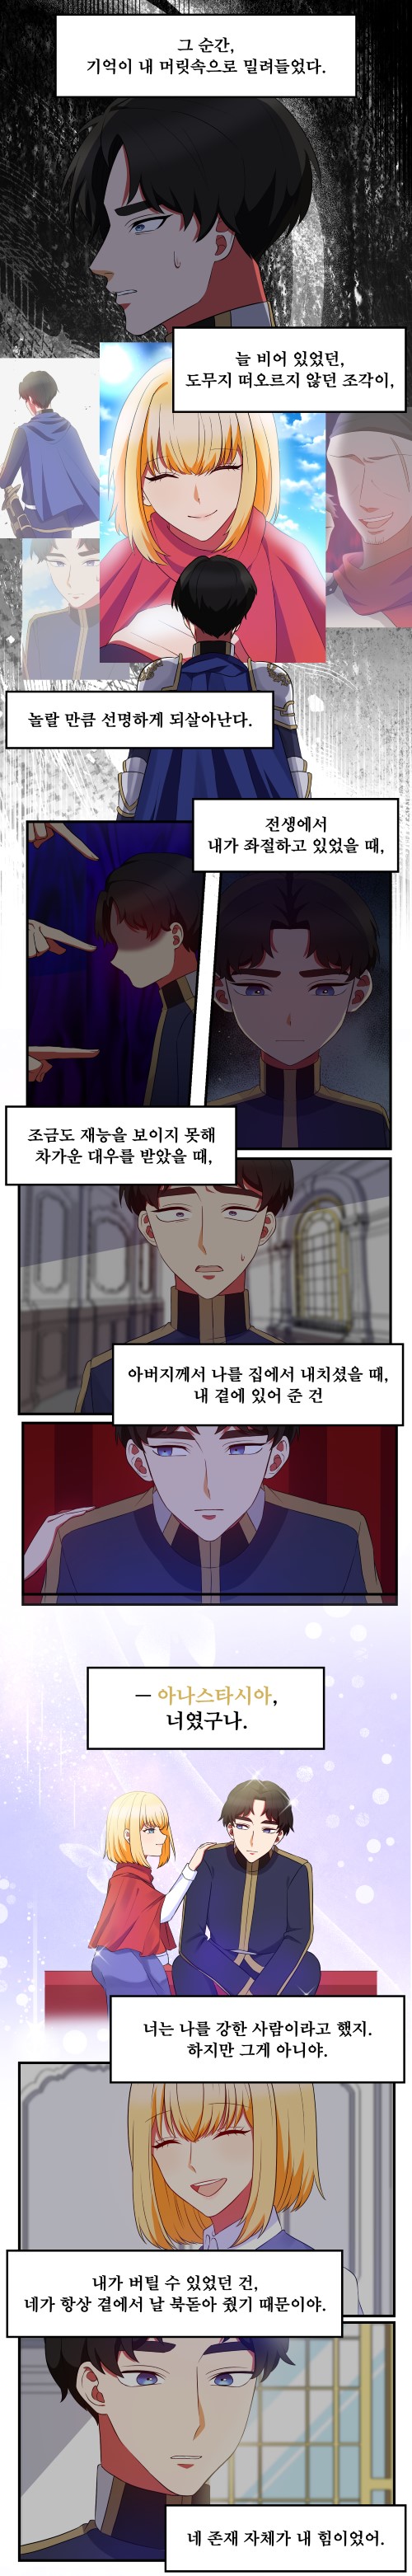 그 순간,
기억이 내 머릿속으로 밀려들었다.
늘 비어 있었던,
도무지 떠오르지 않던 조각이,
놀랄 만큼 선명하게 되살아난다.
전생에서
내가 좌절하고 있었을 때,
조금도 재능을 보이지 못해
차가운 대우를 받았을 때,
아버지께서 나를 집에서 내치셨을 때,
내 곁에 있어 준 건
― 아나스타시아,
너였구나.
너는 나를 강한 사람이라고 했지.
하지만 그게 아니야.
내가 버틸 수 있었던 건,
네가 항상 곁에서 날 북돋아 줬기 때문이야.
네 존재 자체가 내 힘이었어.